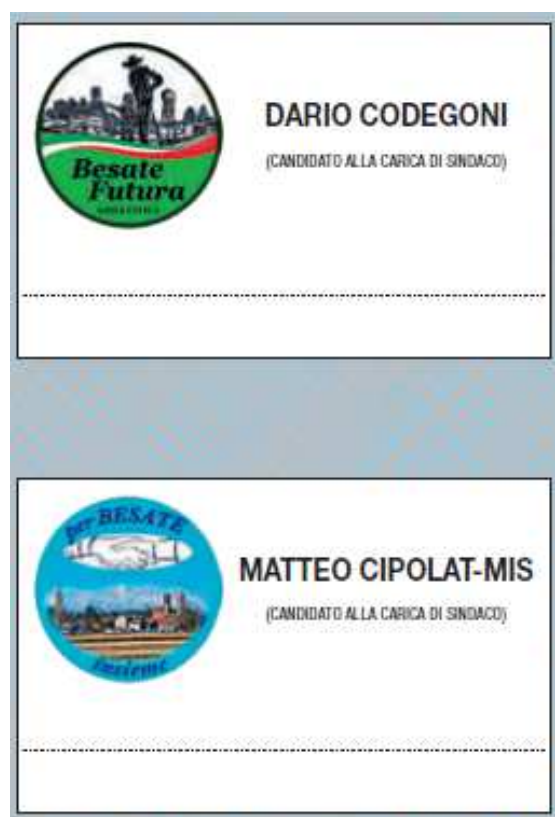 DARIO CODEGONI
(CANDIDATO ALLA CARICA DI SINDACO)
Besate
Futura
MATTEO CIPOLAT-MIS
(CANDIDATO ALLA CARICA DI SINDACO)
per BESATE
insieme